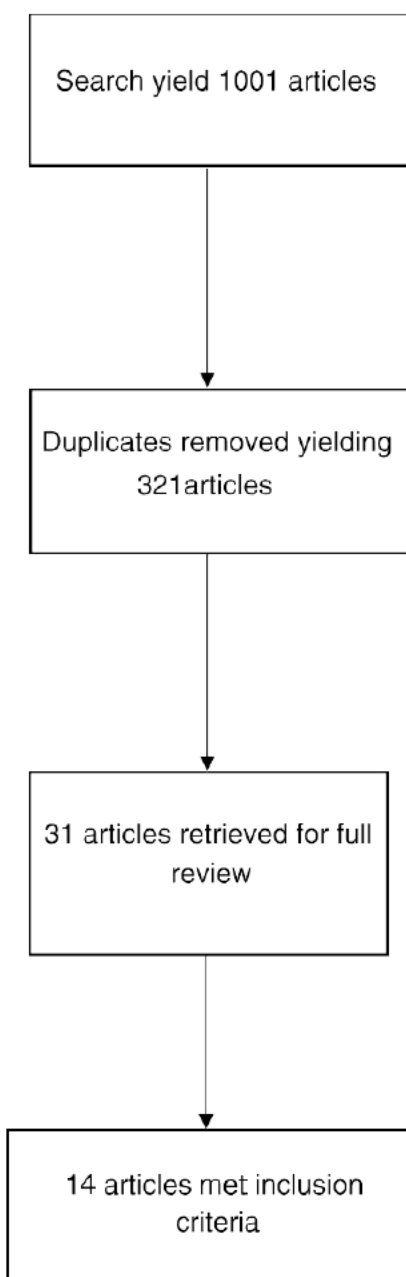 Search yield 1001 articles
Duplicates removed yielding
321articles
31 articles retrieved for full
review
14 articles met inclusion
criteria